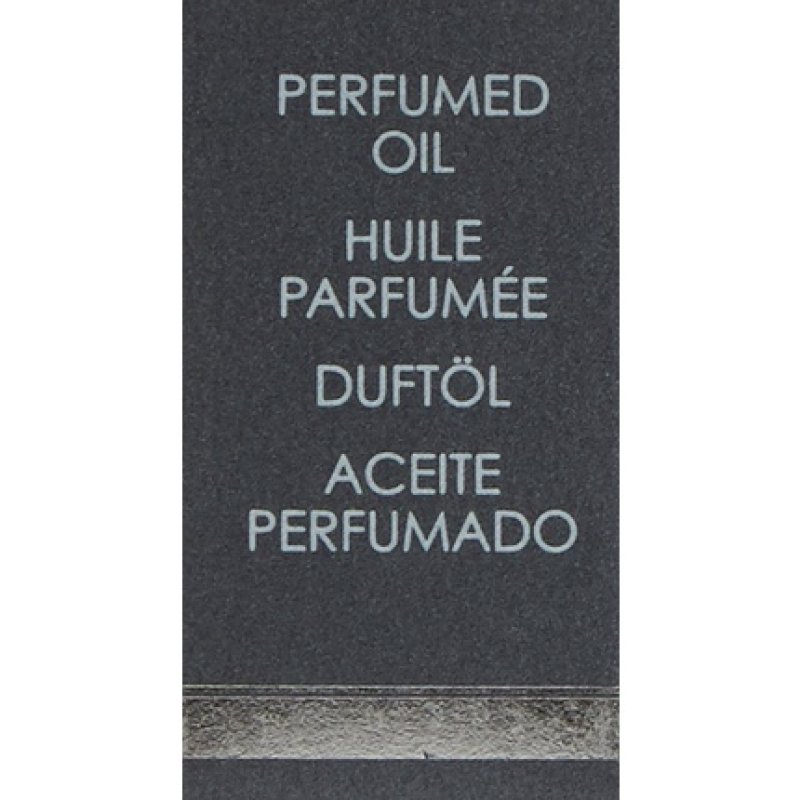 PERFUMED
OIL
HUILE
PARFUMÉE
DUFTÖL
ACEITE
PERFUMADO